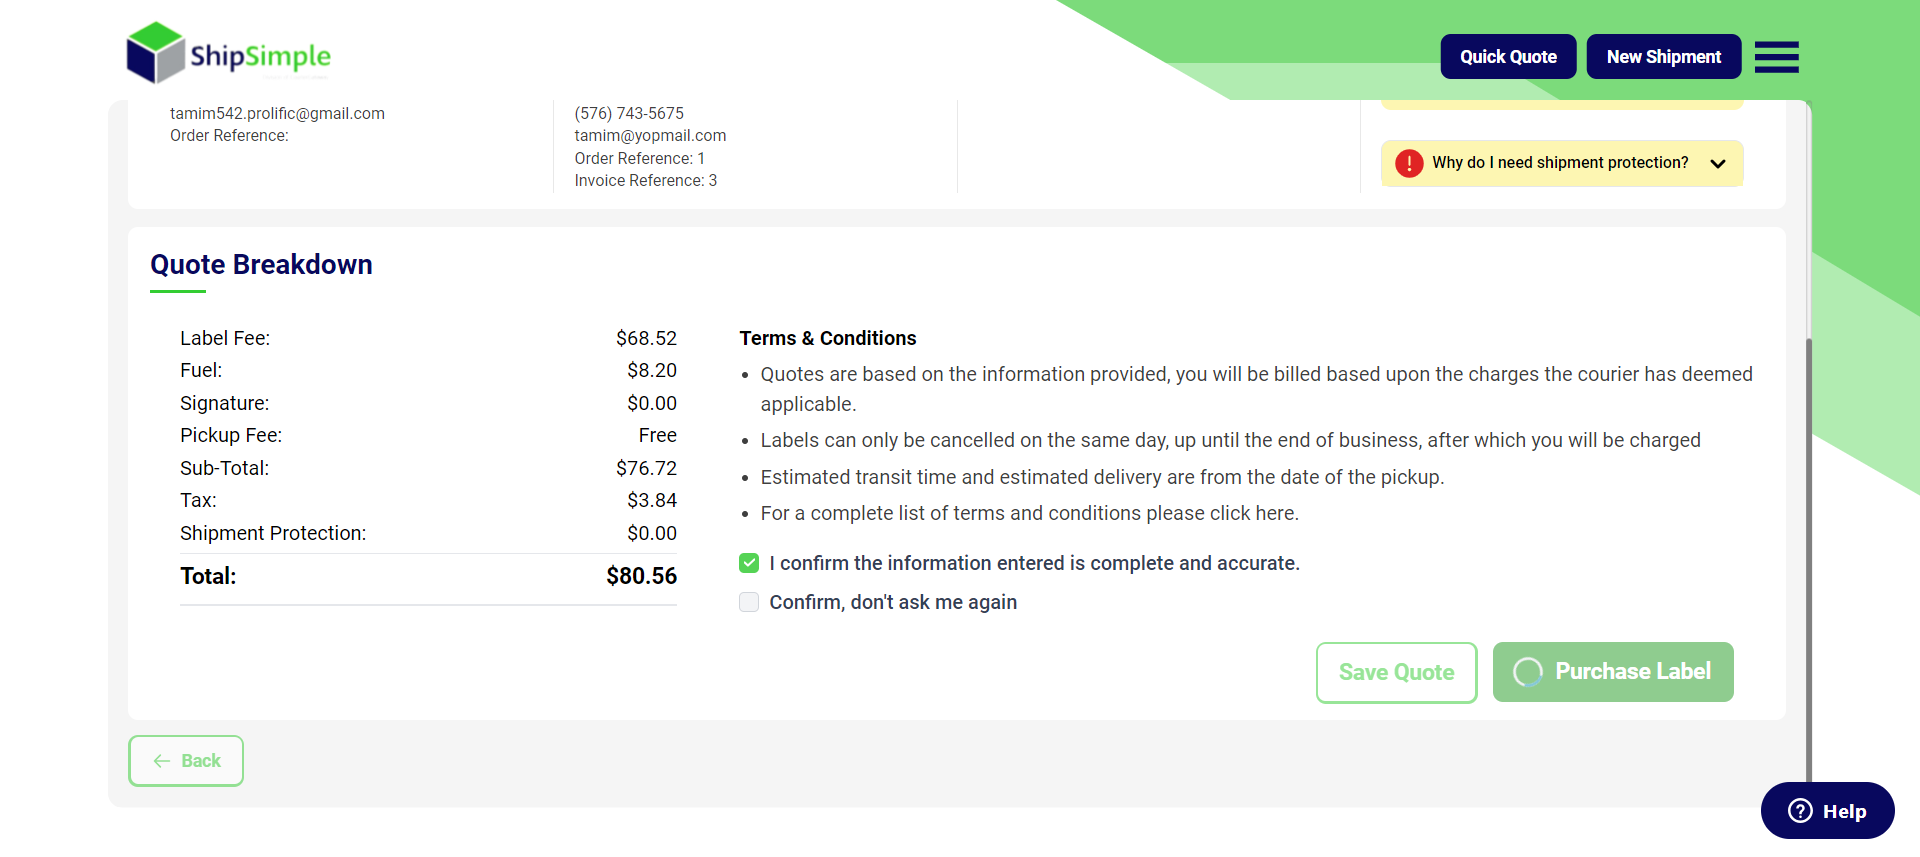 ShipSimple
Quick Quote
New Shipment
tamim542.prolific@gmail.com
Order Reference:
(576) 743-5675
tamim@yopmail.com
Order Reference: 1
Invoice Reference: 3
Why do I need shipment protection?
Quote Breakdown
Label Fee: $68.52
Fuel: $8.20
Signature: $0.00
Pickup Fee: Free
Sub-Total: $76.72
Tax: $3.84
Shipment Protection: $0.00
Total: $80.56
Terms & Conditions
Quotes are based on the information provided, you will be billed based upon the charges the courier has deemed
applicable.
Labels can only be cancelled on the same day, up until the end of business, after which you will be charged
Estimated transit time and estimated delivery are from the date of the pickup.
For a complete list of terms and conditions please click here.
I confirm the information entered is complete and accurate.
Confirm, don't ask me again
Save Quote
Purchase Label
Back
Help